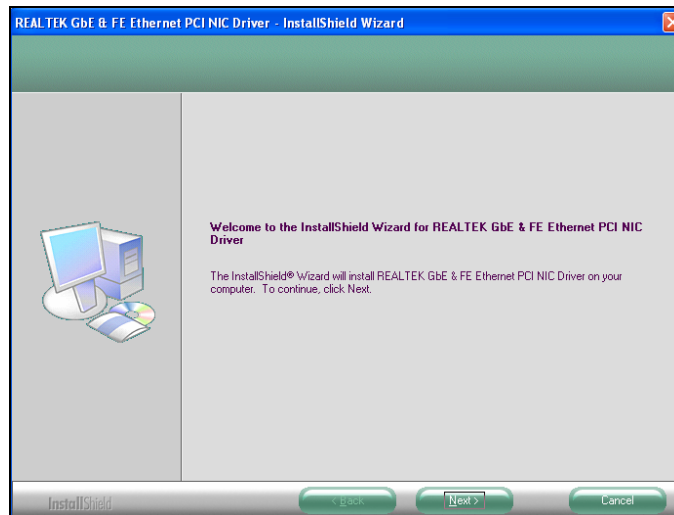 REALTEK GbE & FE Ethernet PCI NIC Driver - InstallShield Wizard
Welcome to the InstallShield Wizard for REALTEK GbE & FE Ethernet PCI NIC
Driver
The InstallShield® Wizard will install REALTEK GbE & FE Ethernet PCI NIC Driver on your
computer. To continue, click Next.
InstallShield
< Back
Next >
Cancel